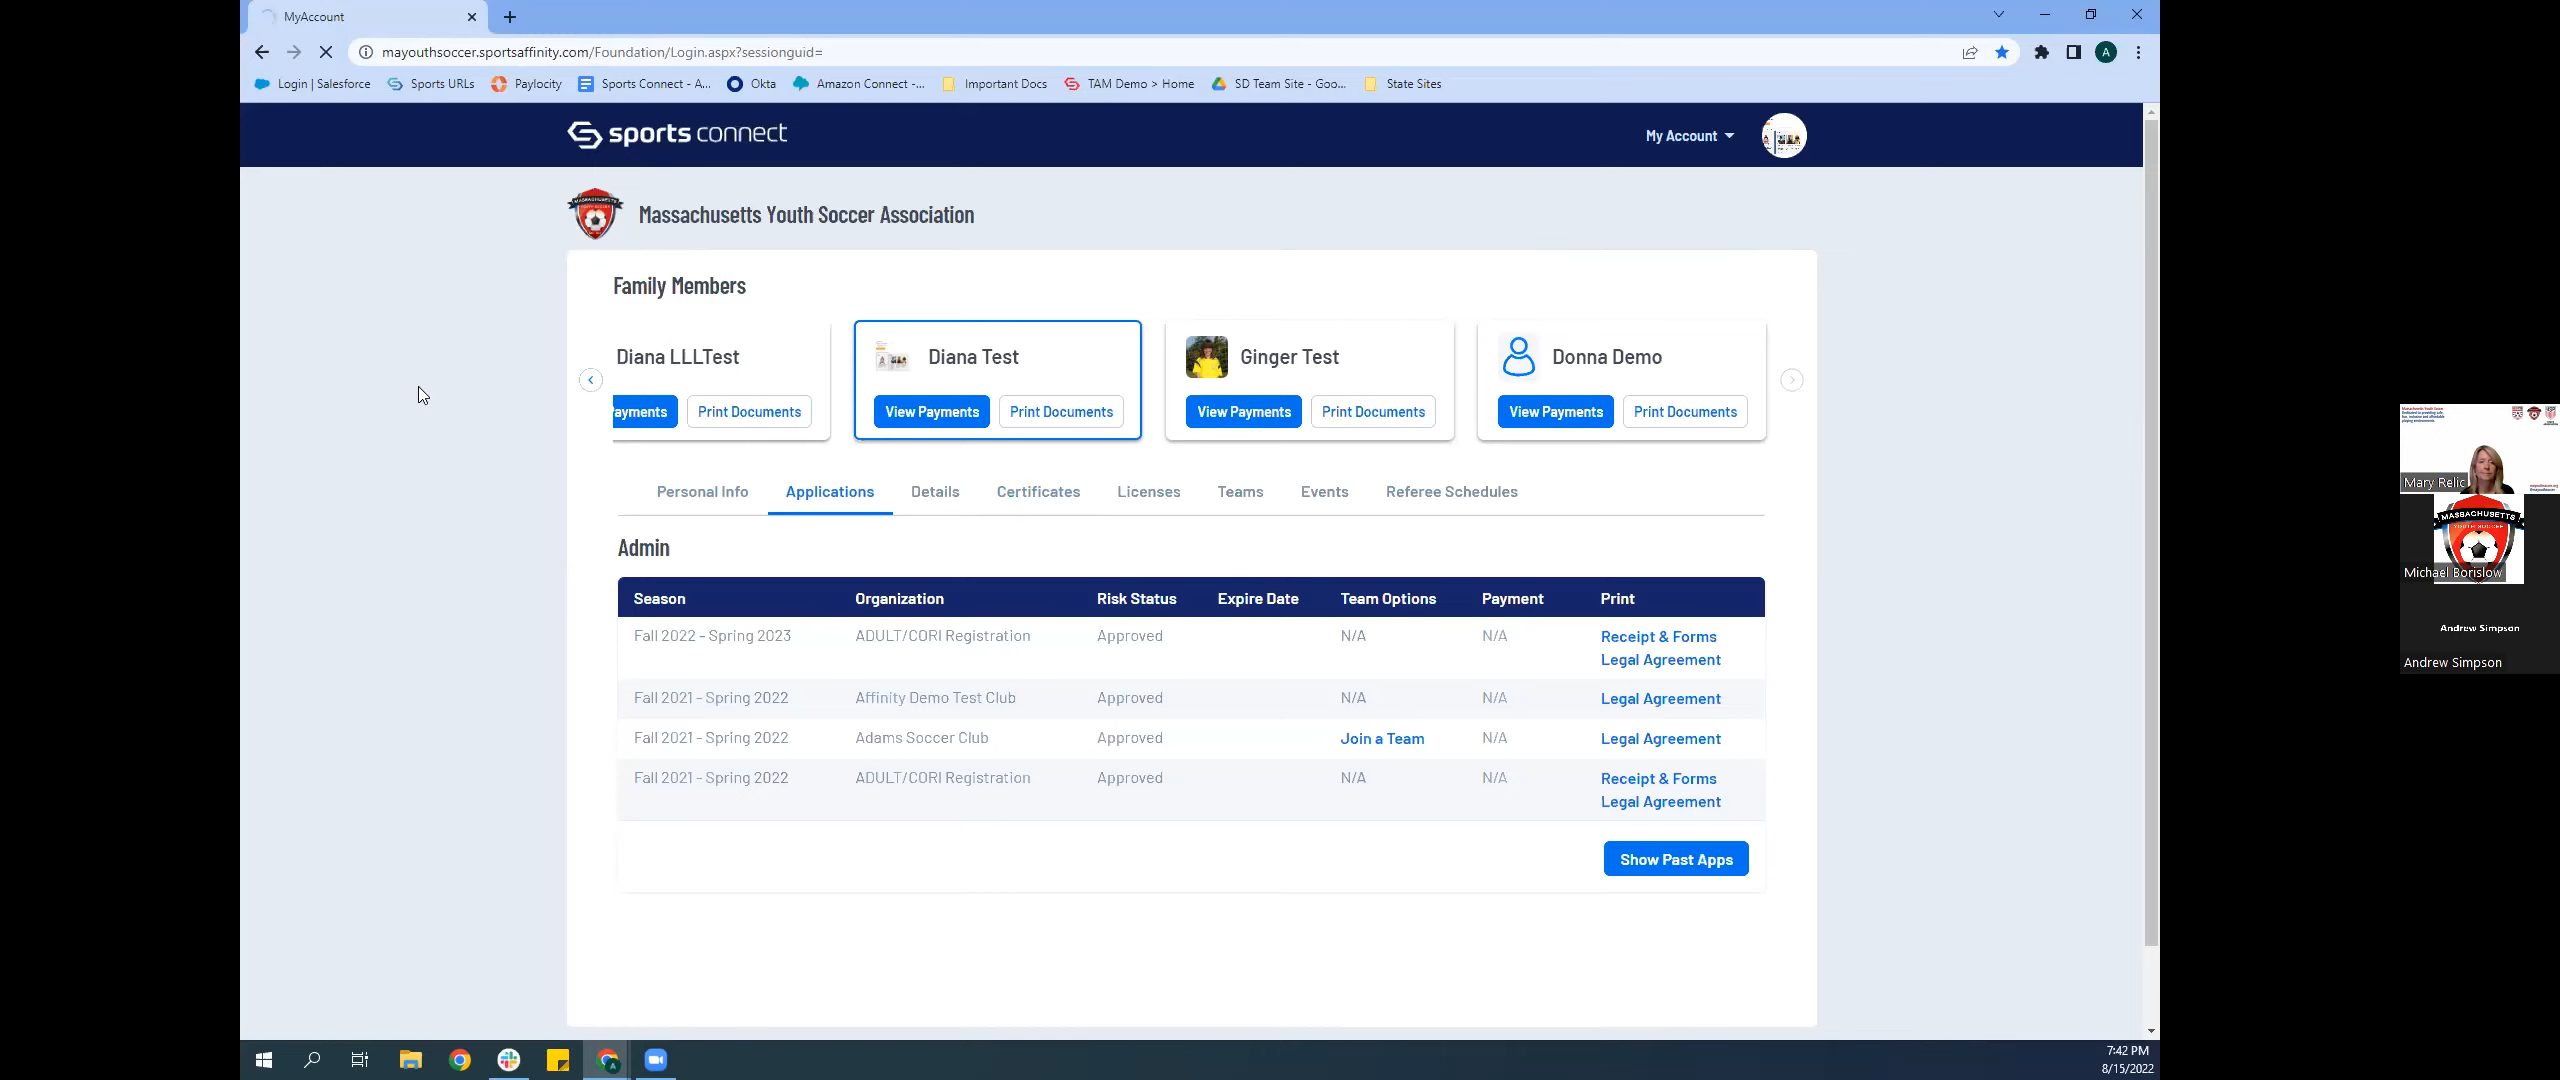 MyAccount
mayouthsoccer.sportsaffinity.com/Foundation/Login.aspx?sessionguid=
A
Login | Salesforce Sports URLs Paylocity Sports Connect - A... Okta Amazon Connect -... Important Docs TAM Demo > Home SD Team Site - Goo... State Sites
sports connect
My Account
Massachusetts Youth Soccer Association
Family Members
Diana LLLTest Diana Test Ginger Test Donna Demo
ayments Print Documents View Payments Print Documents View Payments Print Documents View Payments Print Documents
Personal Info Applications Details Certificates Licenses Teams Events Referee Schedules
Admin
Season Organization Risk Status Expire Date Team Options Payment Print
Fall 2022 - Spring 2023 ADULT/CORI Registration Approved N/A N/A Receipt & Forms
Legal Agreement
Fall 2021 - Spring 2022 Affinity Demo Test Club Approved N/A N/A Legal Agreement
Fall 2021 - Spring 2022 Adams Soccer Club Approved Join a Team N/A Legal Agreement
Fall 2021 - Spring 2022 ADULT/CORI Registration Approved N/A N/A Receipt & Forms
Legal Agreement
Show Past Apps
Mary Relic
MASSACHUSETTS
YOUTH SOCCER
Michael Borislow
Andrew Simpson
Andrew Simpson
7:42 PM
8/15/2022